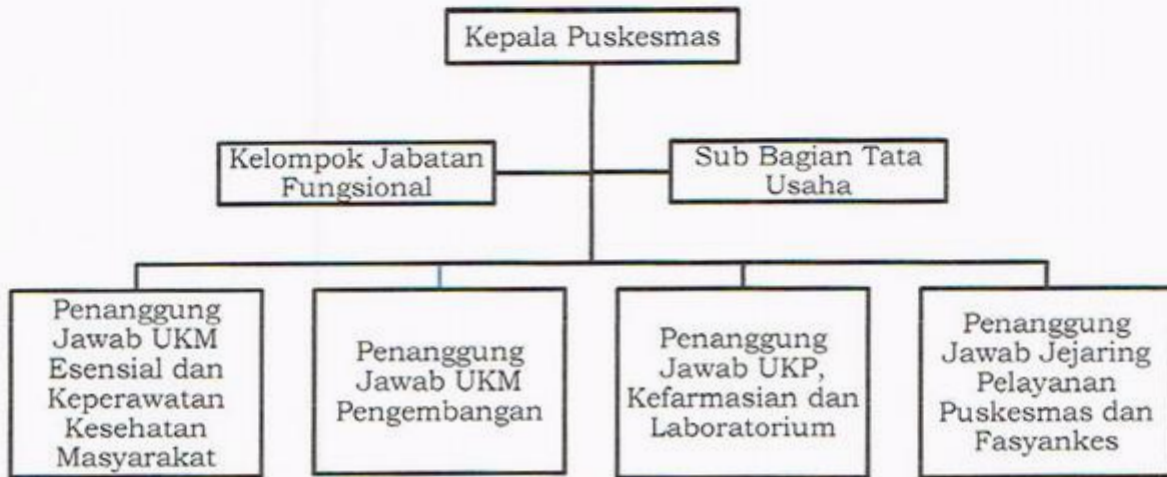 Kepala Puskesmas
Kelompok Jabatan
Fungsional
Sub Bagian Tata
Usaha
Penanggung
Jawab UKM
Esensial dan
Keperawatan
Kesehatan
Masyarakat
Penanggung
Jawab UKM
Pengembangan
Penanggung
Jawab UKP,
Kefarmasian dan
Laboratorium
Penanggung
Jawab Jejaring
Pelayanan
Puskesmas dan
Fasyankes